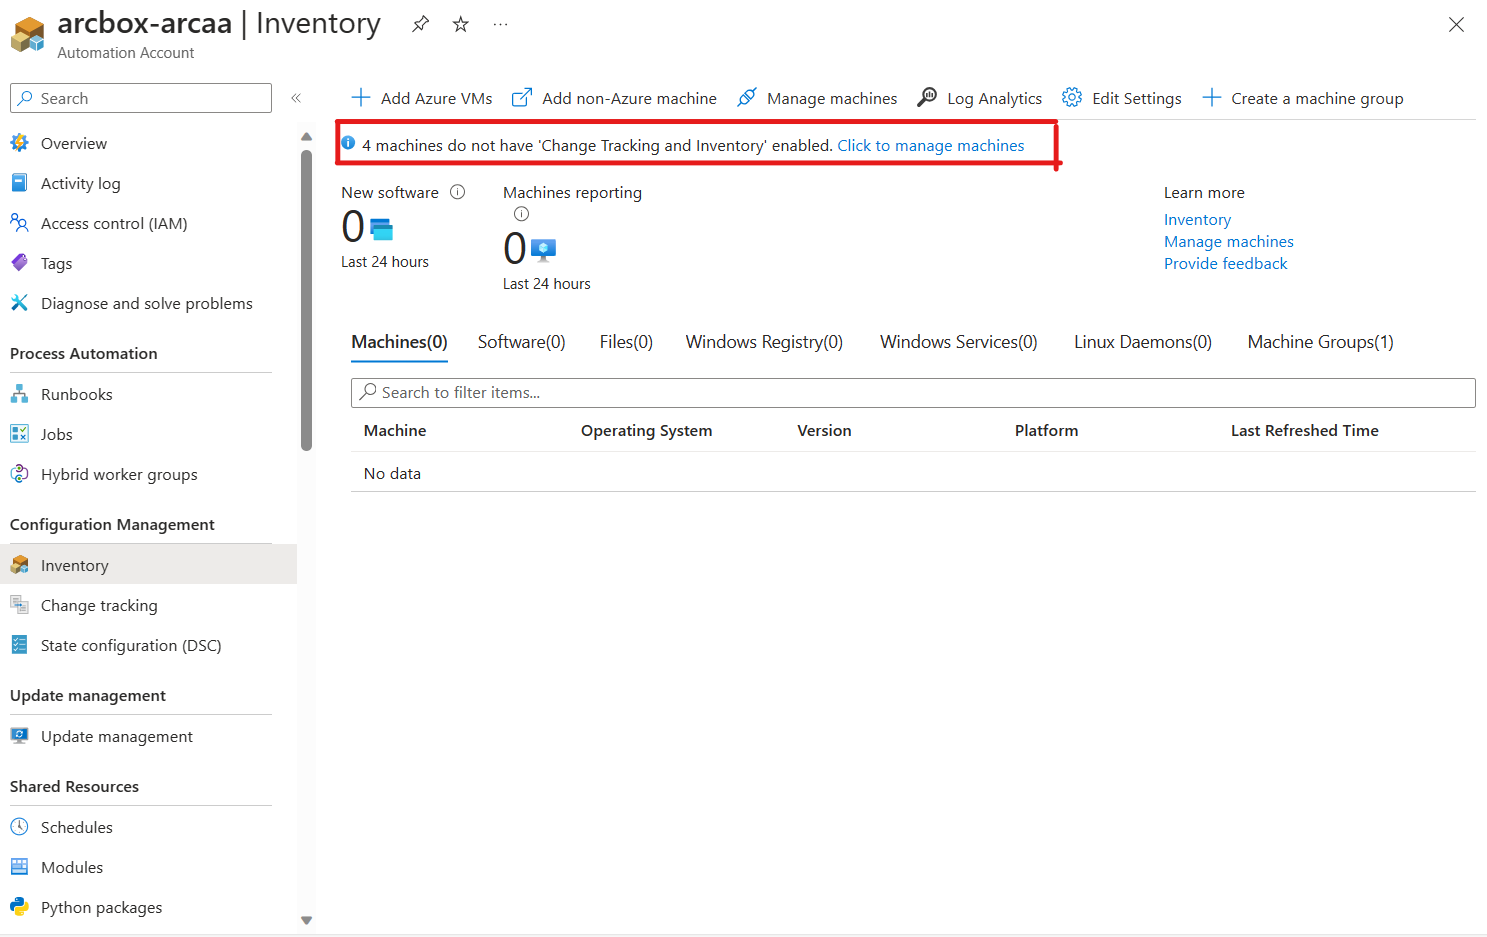 arcbox-arcaa | Inventory
Automation Account
Search
Overview
Activity log
Access control (IAM)
Tags
Diagnose and solve problems
Process Automation
Runbooks
Jobs
Hybrid worker groups
Configuration Management
Inventory
Change tracking
State configuration (DSC)
Update management
Update management
Shared Resources
Schedules
Modules
Python packages
Add Azure VMs Add non-Azure machine Manage machines Log Analytics Edit Settings Create a machine group
4 machines do not have 'Change Tracking and Inventory' enabled. Click to manage machines
New software
0
Last 24 hours
Machines reporting
0
Last 24 hours
Learn more
Inventory
Manage machines
Provide feedback
Machines(0) Software(0) Files(0) Windows Registry(0) Windows Services(0) Linux Daemons(0) Machine Groups(1)
Search to filter items...
Machine Operating System Version Platform Last Refreshed Time
No data